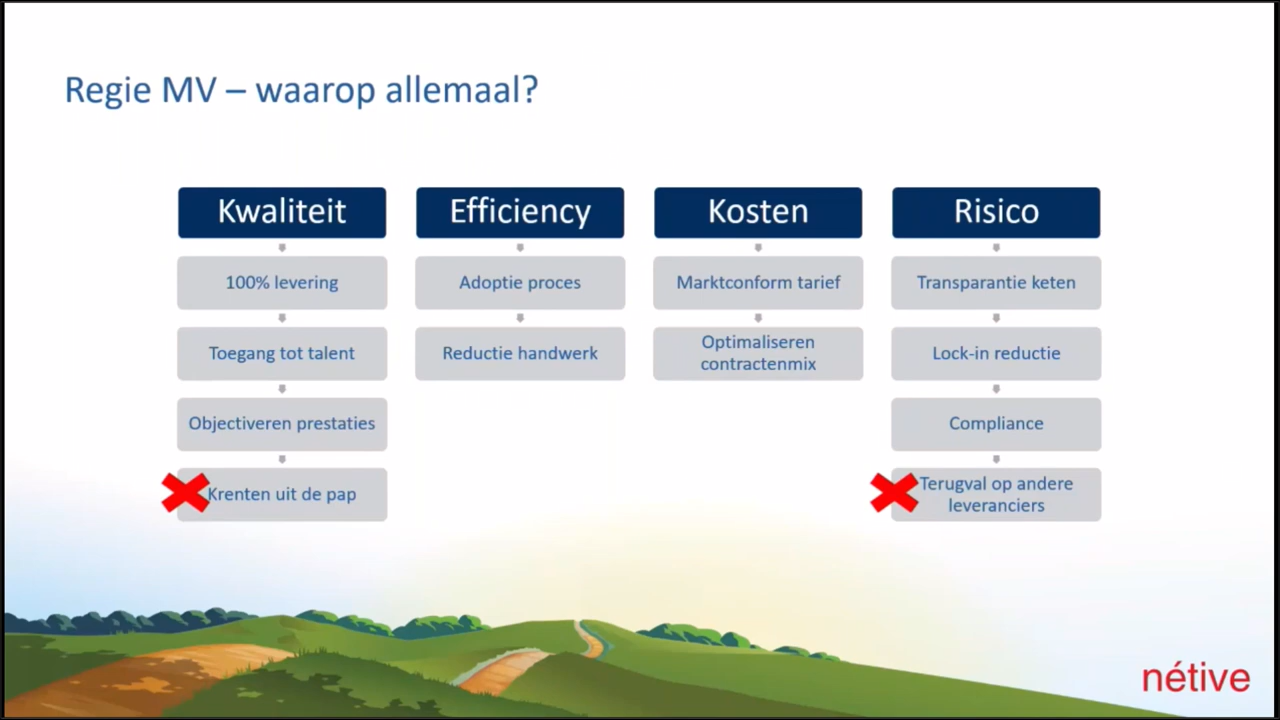 Regie MV – waarop allemaal?
Kwaliteit
100% levering
Toegang tot talent
Objectiveren prestaties
Krenten uit de pap
Efficiency
Adoptie proces
Reductie handwerk
Kosten
Marktconform tarief
Optimaliseren
contractenmix
Risico
Transparantie keten
Lock-in reductie
Compliance
Terugval op andere
leveranciers
nétive